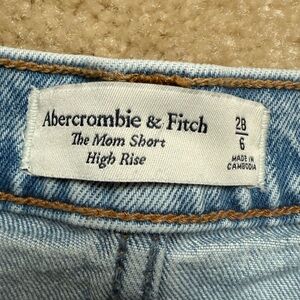 Abercrombie & Fitch
The Mom Short
High Rise
28
6
MADE IN
CAMBODIA